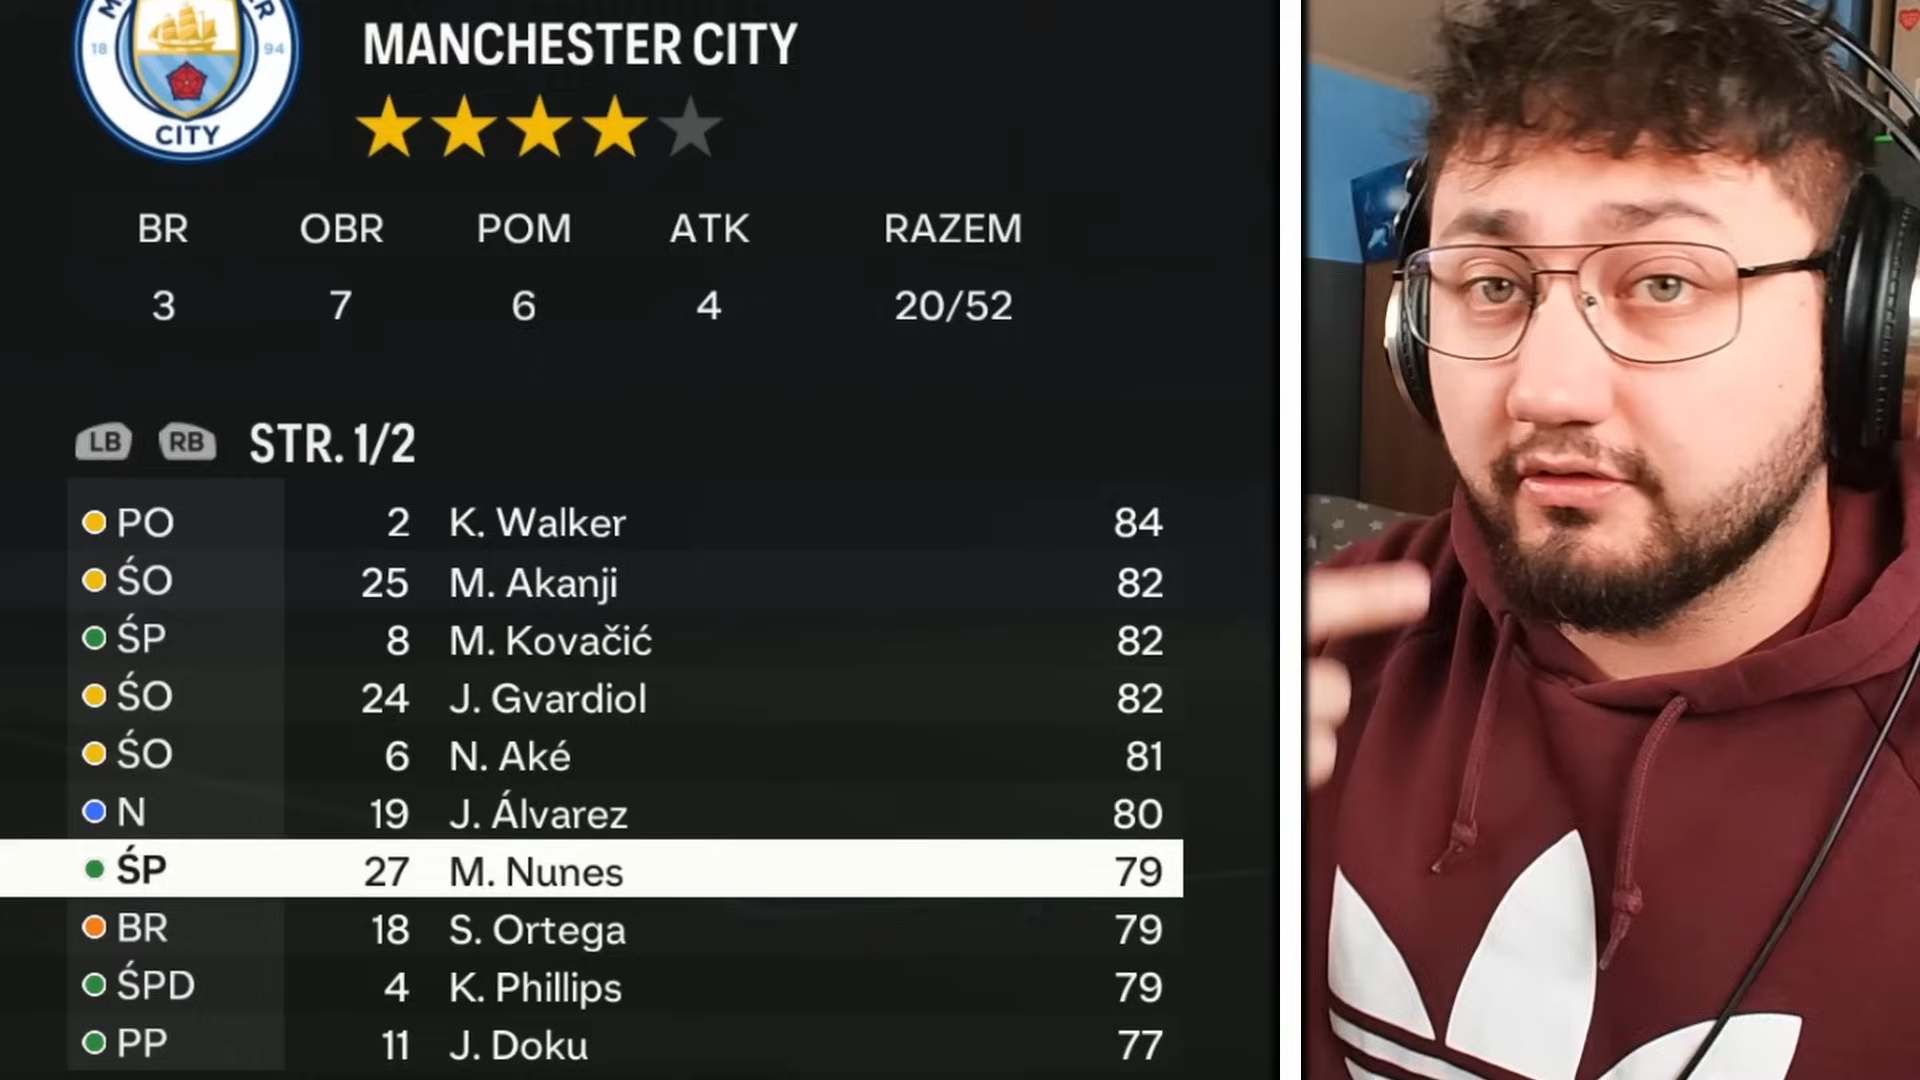 18 94
CITY
MANCHESTER CITY
BR OBR POM ATK RAZEM
3 7 6 4 20/52
LB RB STR. 1/2
PO 2 K. Walker 84
ŚO 25 M. Akanji 82
ŚP 8 M. Kovačić 82
ŚO 24 J. Gvardiol 82
ŚO 6 N. Aké 81
N 19 J. Álvarez 80
ŚP 27 M. Nunes 79
BR 18 S. Ortega 79
ŚPD 4 K. Phillips 79
PP 11 J. Doku 77